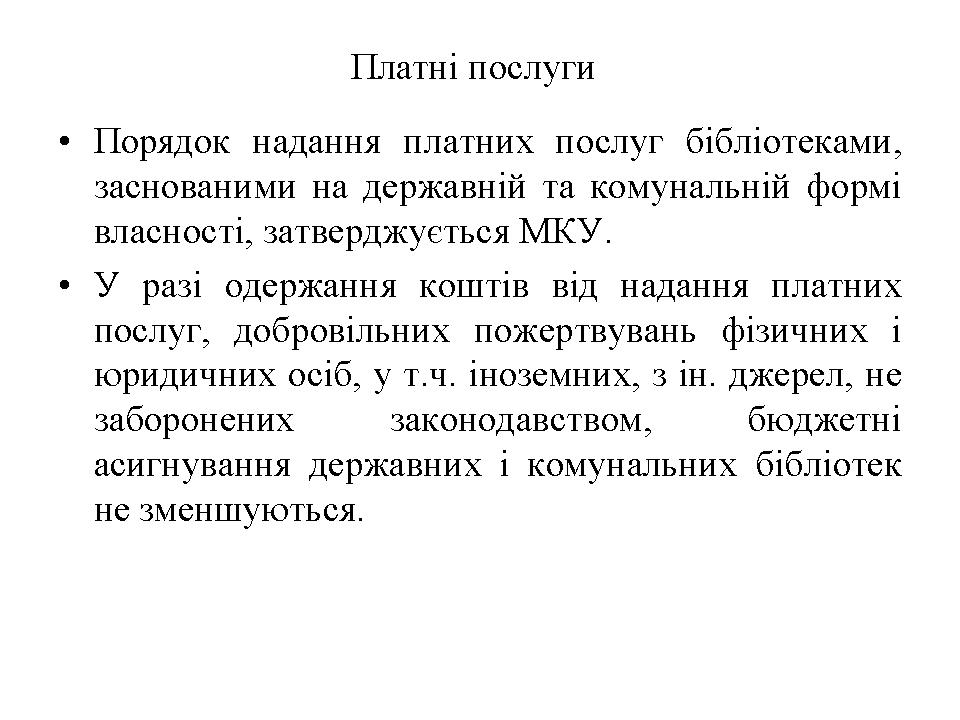 Платні послуги
• Порядок надання платних послуг бібліотеками,
заснованими на державній та комунальній формі
власності, затверджується МКУ.
• У разі одержання коштів від надання платних
послуг, добровільних пожертвувань фізичних і
юридичних осіб, у т.ч. іноземних, з ін. джерел, не
заборонених законодавством, бюджетні
асигнування державних і комунальних бібліотек
не зменшуються.